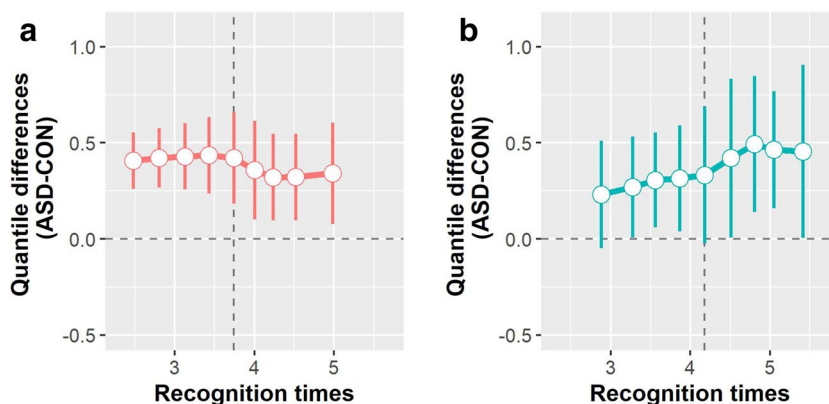 a
1.0
0.5
0.0
-0.5
Quantile differences
(ASD-CON)
3
4
5
Recognition times
b
1.0
0.5
0.0
-0.5
Quantile differences
(ASD-CON)
3
4
5
Recognition times